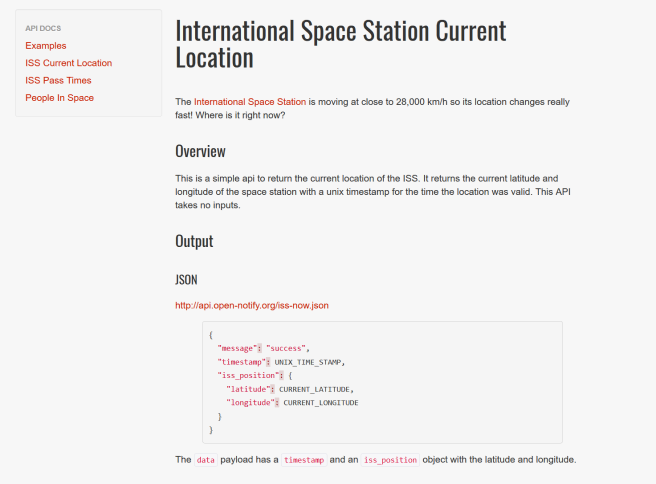 API DOCS
Examples
ISS Current Location
ISS Pass Times
People In Space
International Space Station Current
Location
The International Space Station is moving at close to 28,000 km/h so its location changes really
fast! Where is it right now?
Overview
This is a simple api to return the current location of the ISS. It returns the current latitude and
longitude of the space station with a unix timestamp for the time the location was valid. This API
takes no inputs.
Output
JSON
http://api.open-notify.org/iss-now.json
{
  "message": "success",
  "timestamp": UNIX_TIME_STAMP,
  "iss_position": {
    "latitude": CURRENT_LATITUDE,
    "longitude": CURRENT_LONGITUDE
  }
}
The data payload has a timestamp and an iss_position object with the latitude and longitude.